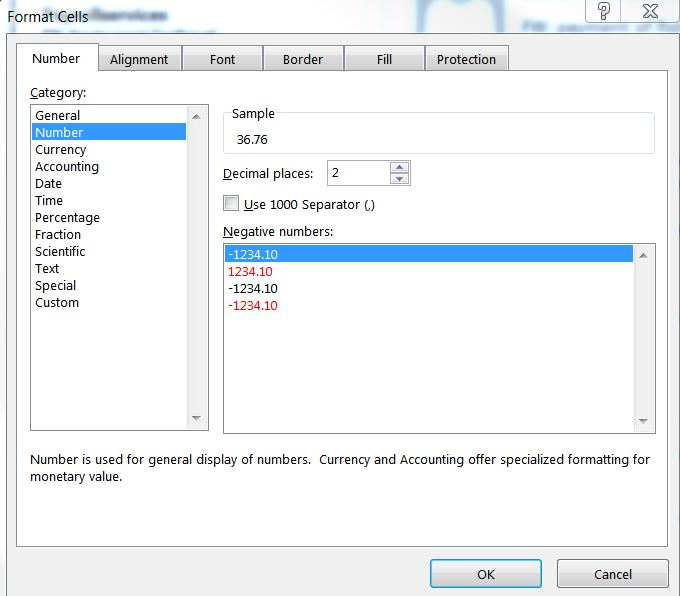 Format Cells
Number Alignment Font Border Fill Protection
Category:
General
Number
Currency
Accounting
Date
Time
Percentage
Fraction
Scientific
Text
Special
Custom
Sample
36.76
Decimal places: 2
Use 1000 Separator (,)
Negative numbers:
-1234.10
1234.10
-1234.10
-1234.10
Number is used for general display of numbers. Currency and Accounting offer specialized formatting for
monetary value.
OK Cancel